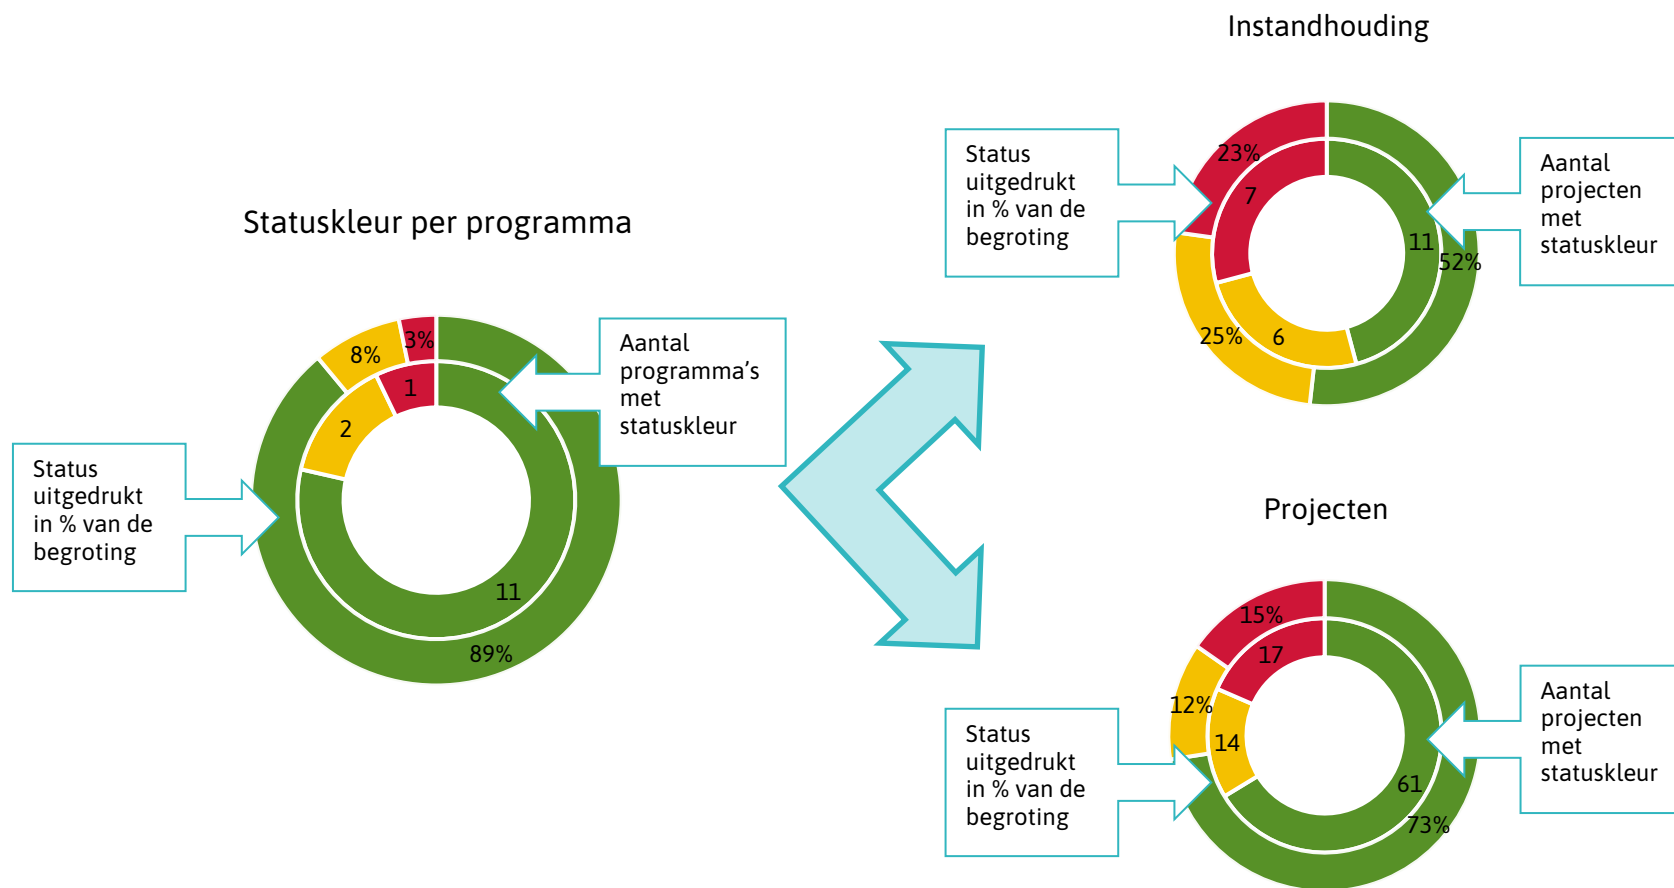 Statuskleur per programma
3%
8%
1
2
11
89%
Aantal
programma's
met
statuskleur
Status
uitgedrukt
in % van de
begroting
Instandhouding
Status
uitgedrukt
in % van de
begroting
23%
7
11
52%
25%
6
Aantal
projecten
met
statuskleur
Projecten
Status
uitgedrukt
in % van de
begroting
15%
17
12%
14
61
73%
Aantal
projecten
met
statuskleur